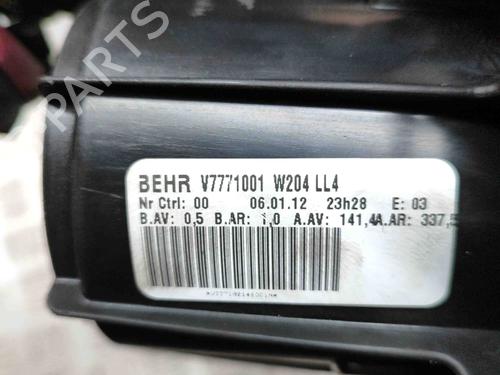 B-PARTS
BEHR V7771001 W204 LL4
Nr Ctrl: 00 06.01.12 23h28 E: 03
B.AV: 0,5 B.AR: 1,0 A.AV: 141,4 A.AR: 337,5